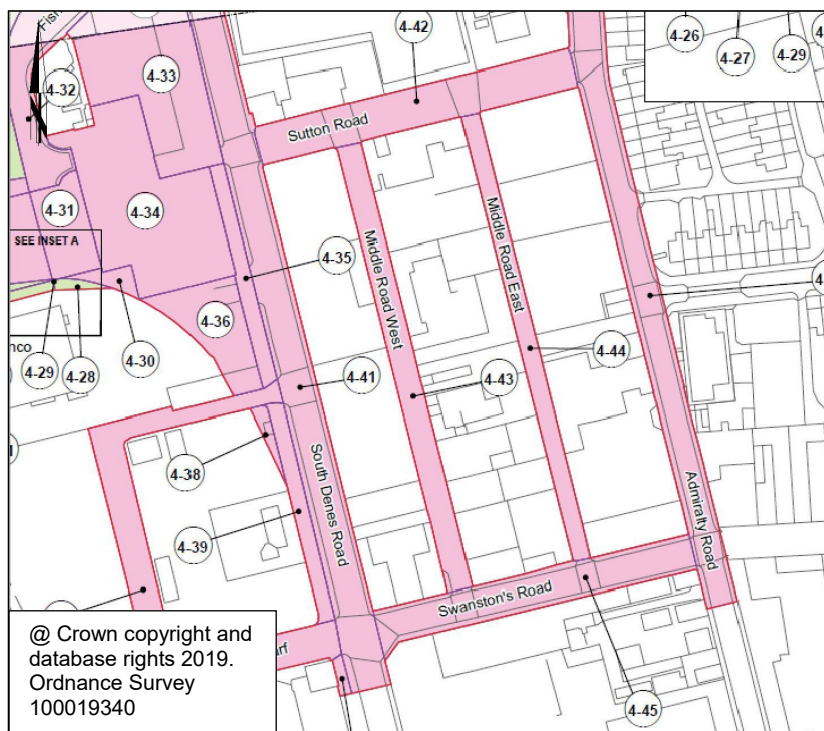 Fish
4-32
4-33
4-42
4-26
4-27
4-29
Sutton Road
4-31
4-34
SEE INSET A
4-35
4-36
Middle Road West
Middle Road East
nco
4-29
4-28
4-30
4-41
4-43
4-44
4-38
4-39
South Denes Road
Admiralty Road
Swanston's Road
4-45
@ Crown copyright and
database rights 2019.
Ordnance Survey
100019340